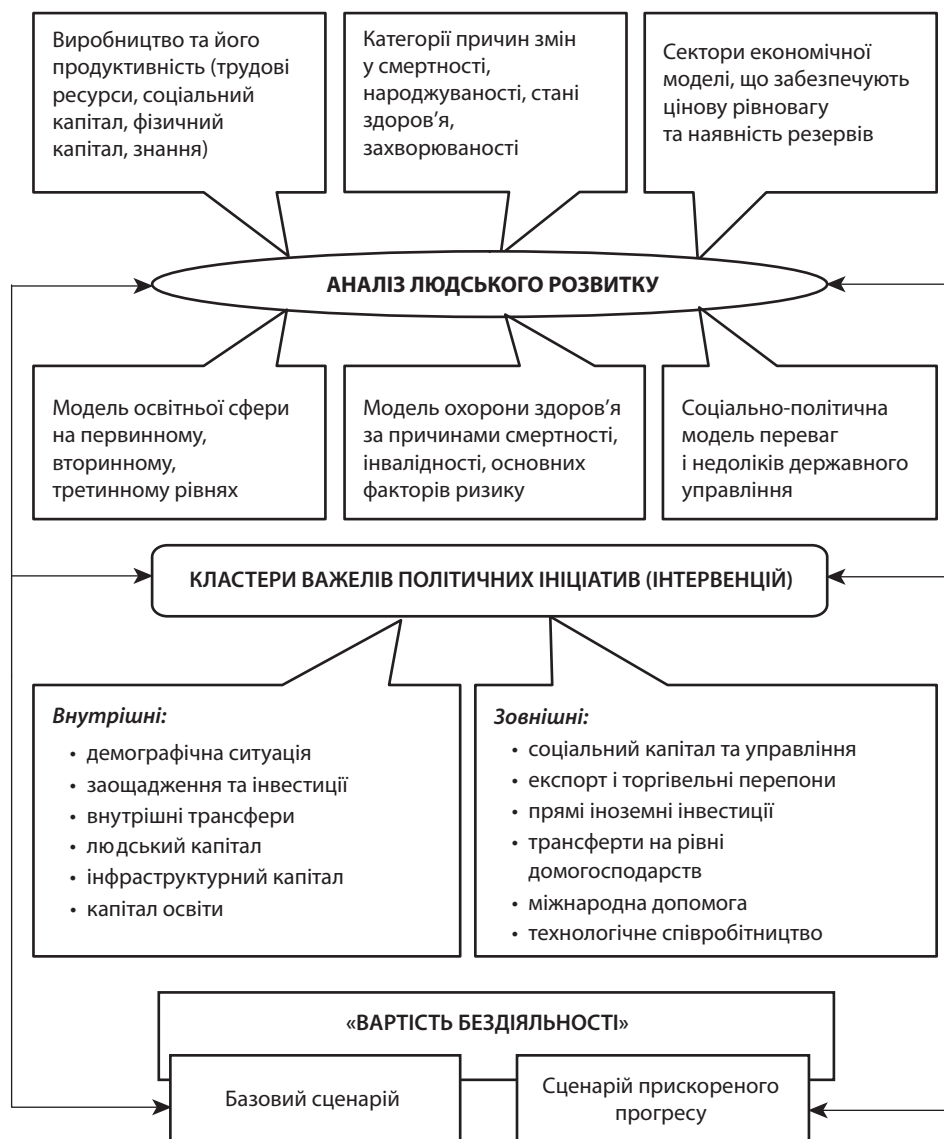 Виробництво та його
продуктивність (трудові
ресурси, соціальний
капітал, фізичний
капітал, знання)
Категорії причин змін
у смертності,
народжуваності, стані
здоров’я,
захворюваності
Сектори економічної
моделі, що забезпечують
цінову рівновагу
та наявність резервів
АНАЛІЗ ЛЮДСЬКОГО РОЗВИТКУ
Модель освітньої сфери
на первинному,
вторинному,
третинному рівнях
Модель охорони здоров’я
за причинами смертності,
інвалідності, основних
факторів ризику
Соціально-політична
модель переваг
і недоліків державного
управління
КЛАСТЕРИ ВАЖЕЛІВ ПОЛІТИЧНИХ ІНІЦІАТИВ (ІНТЕРВЕНЦІЙ)
Внутрішні:
• демографічна ситуація
• заощадження та інвестиції
• внутрішні трансфери
• людський капітал
• інфраструктурний капітал
• капітал освіти
Зовнішні:
• соціальний капітал та управління
• експорт і торгівельні перепони
• прямі іноземні інвестиції
• трансферти на рівні
домогосподарств
• міжнародна допомога
• технологічне співробітництво
«ВАРТІСТЬ БЕЗДІЯЛЬНОСТІ»
Базовий сценарій
Сценарій прискореного
прогресу